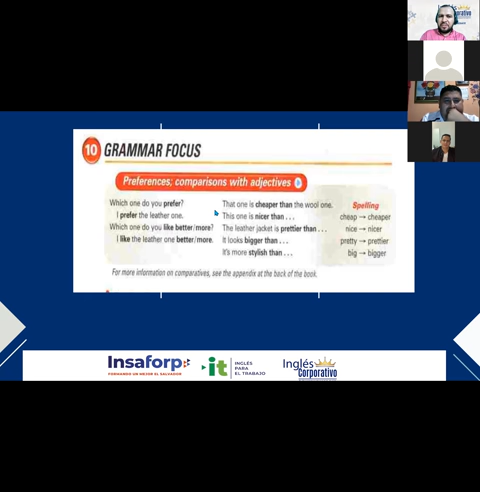 10 GRAMMAR FOCUS
Preferences; comparisons with adjectives
Which one do you prefer?
I prefer the leather one.
Which one do you like better/more?
I like the leather one better/more.
That one is cheaper than the wool one.
This one is nicer than . . .
The leather jacket is prettier than . . .
It looks bigger than . . .
It's more stylish than . . .
Spelling
cheap → cheaper
nice → nicer
pretty → prettier
big → bigger
For more information on comparatives, see the appendix at the back of the book.
Insaforp
FORMANDO UN MEJOR EL SALVADOR
it
INGLÉS
PARA
EL TRABAJO
Inglés
Corporativo